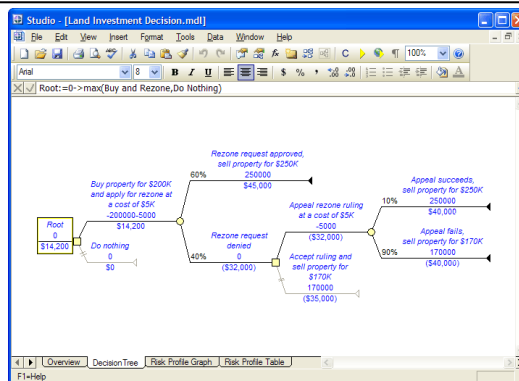 Studio - [Land Investment Decision.mdl]
File Edit View Insert Format Tools Data Window Help
100%
Arial 8 B I U $ % ,
Root:=0->max(Buy and Rezone,Do Nothing)
Rezone request approved,
sell property for $250K
60% 250000
$45,000
Buy property for $200K
and apply for rezone at
a cost of $5K
-200000-5000
$14,200
Root
0
$14,200
Do nothing
0
$0
Rezone request
denied
40% 0
($32,000)
Appeal rezone ruling
at a cost of $5K
-5000
($32,000)
Accept ruling and
sell property for
$170K
170000
($35,000)
Appeal succeeds,
sell property for $250K
10% 250000
$40,000
Appeal fails,
sell property for $170K
90% 170000
($40,000)
Overview DecisionTree Risk Profile Graph Risk Profile Table
F1=Help